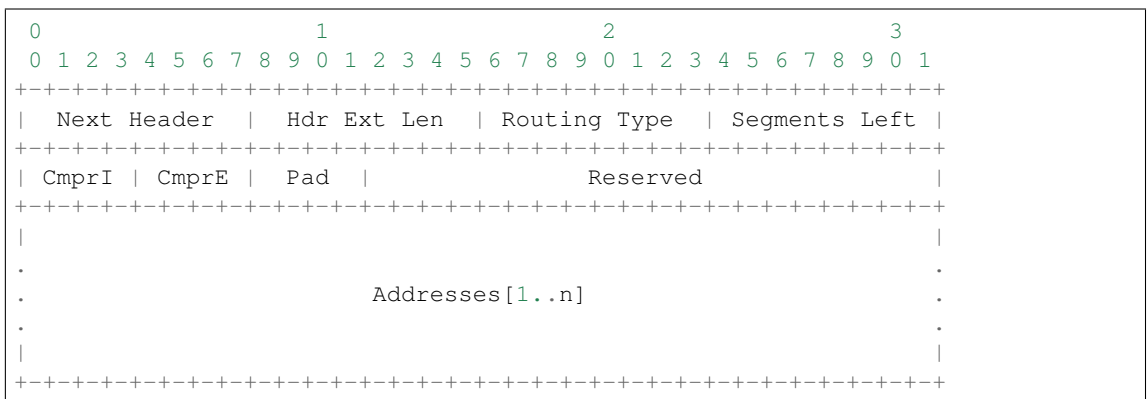 0                   1                   2                   3
 0 1 2 3 4 5 6 7 8 9 0 1 2 3 4 5 6 7 8 9 0 1 2 3 4 5 6 7 8 9 0 1
+-+-+-+-+-+-+-+-+-+-+-+-+-+-+-+-+-+-+-+-+-+-+-+-+-+-+-+-+-+-+-+-+
|  Next Header  |  Hdr Ext Len  | Routing Type  | Segments Left |
+-+-+-+-+-+-+-+-+-+-+-+-+-+-+-+-+-+-+-+-+-+-+-+-+-+-+-+-+-+-+-+-+
| CmprI | CmprE |  Pad  |               Reserved                |
+-+-+-+-+-+-+-+-+-+-+-+-+-+-+-+-+-+-+-+-+-+-+-+-+-+-+-+-+-+-+-+-+
|                                                               |
.                                                               .
.                        Addresses[1..n]                        .
.                                                               .
|                                                               |
+-+-+-+-+-+-+-+-+-+-+-+-+-+-+-+-+-+-+-+-+-+-+-+-+-+-+-+-+-+-+-+-+